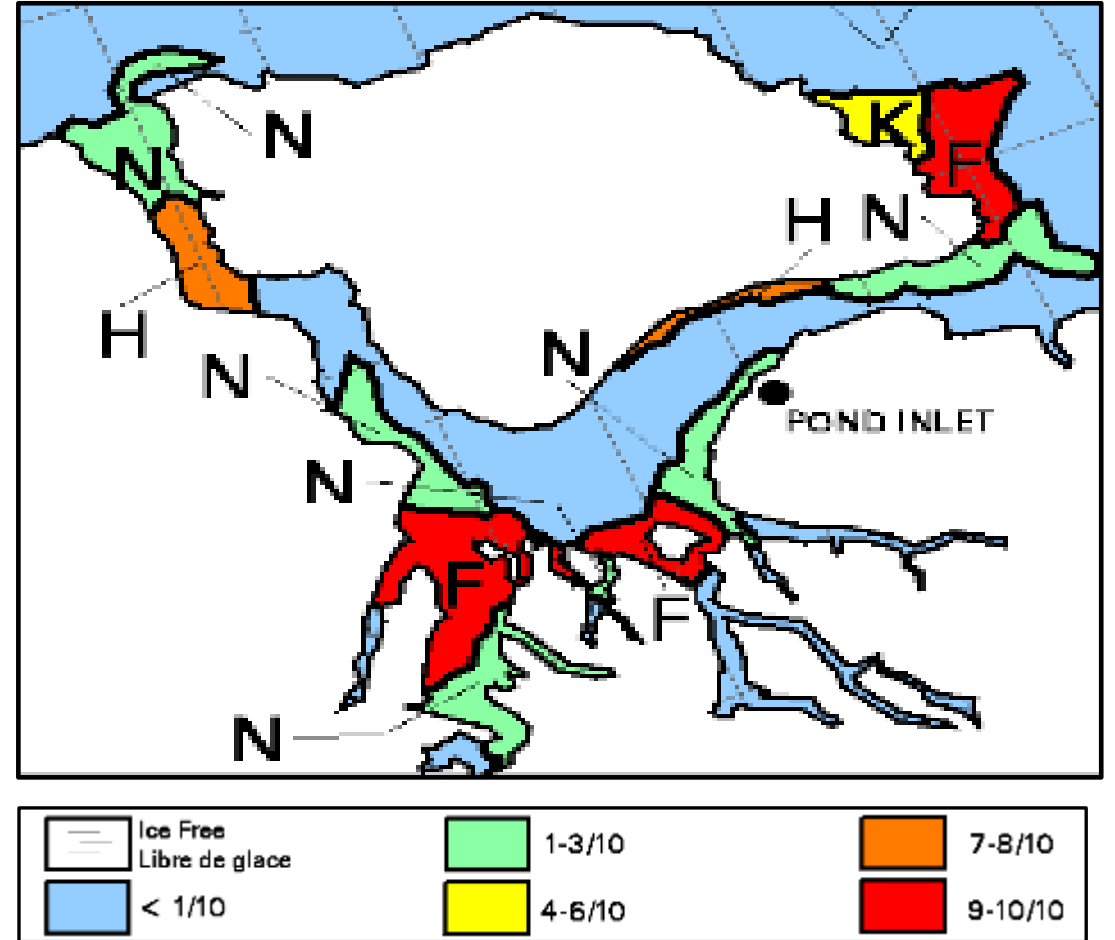 N
K
N
F
H
N
H
N
N
POND INLET
N
F
F
N
Ice Free
Libre de glace
1-3/10
7-8/10
< 1/10
4-6/10
9-10/10